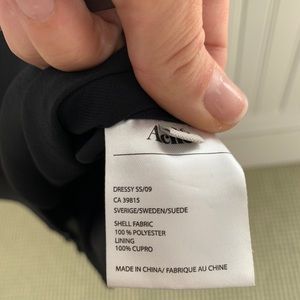 Acne
DRESSY SS/09
CA 39815
SVERIGE/SWEDEN/SUEDE
SHELL FABRIC
100 % POLYESTER
LINING
100% CUPRO
MADE IN CHINA/ FABRIQUE AU CHINE